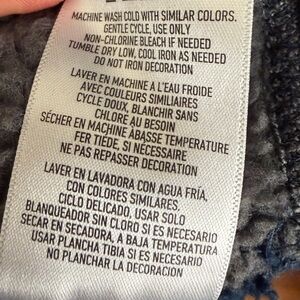 MACHINE WASH COLD WITH SIMILAR COLORS.
GENTLE CYCLE, USE ONLY
NON-CHLORINE BLEACH IF NEEDED
TUMBLE DRY LOW, COOL IRON AS NEEDED
DO NOT IRON DECORATION
LAVER EN MACHINE A L'EAU FROIDE
AVEC COULEURS SIMILIAIRES
CYCLE DOUX, BLANCHIR SANS
CHLORE AU BESOIN
SÉCHER EN MACHINE ÀBASSE TEMPERATURE
FER TIÈDE, SI NECESSAIRE
NE PAS REPASSER DECORATION
LAVER EN LAVADORA CON AGUA FRÍA,
CON COLORES SIMILARES,
CICLO DELICADO, USAR SOLO
BLANQUEADOR SIN CLORO SI ES NECESARIO
SECAR EN SECADORA, A BAJA TEMPERATURA
USAR PLANCHA TIBIA SI ES NECESARIO
NO PLANCHAR LA DECORACION